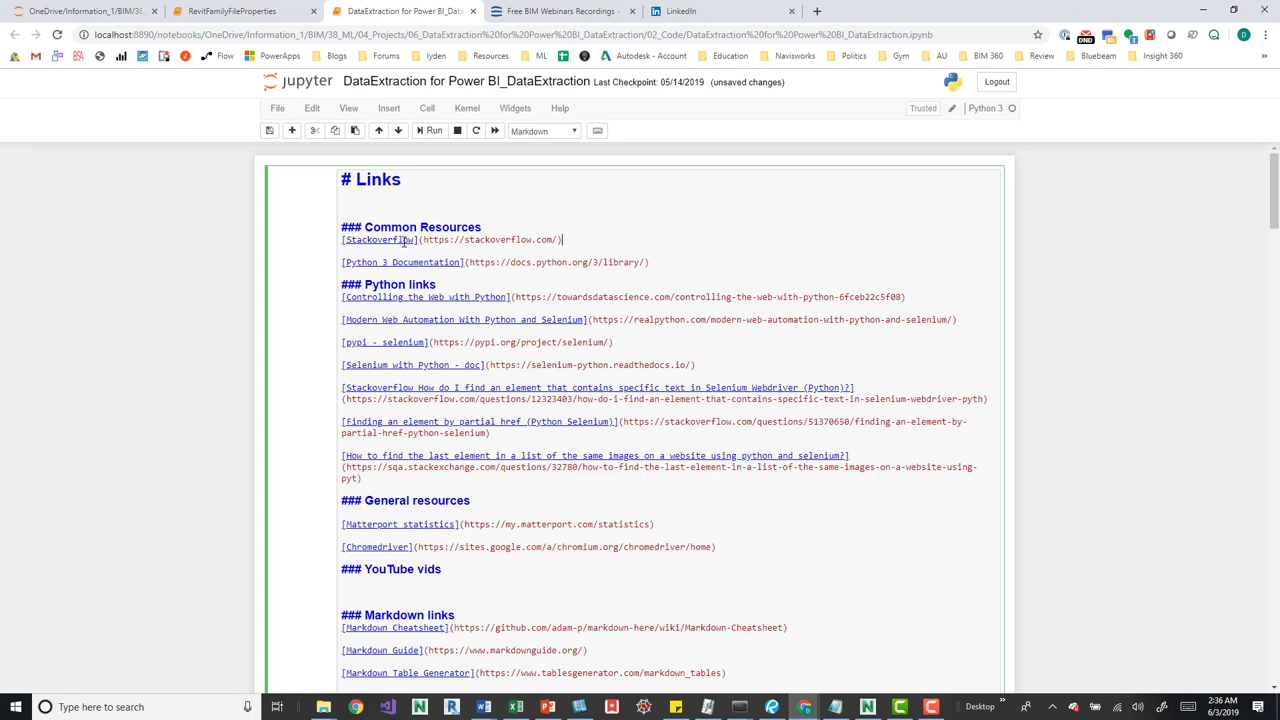 OneDrive/Information_1/BIM/38_
RevitFamilyFileProperties
DataExtraction for Power BI_Data
Free BIM Webinars Recordings -
LinkedIn
localhost:8890/notebooks/OneDrive/Information_1/BIM/38_ML/04_Projects/06_DataExtraction%20for%20Power%20BI_DataExtraction/02_Code/DataExtraction%20for%20Power%20BI_DataExtraction.ipynb
Flow
PowerApps
Blogs
Forums
Iyden
Resources
ML
Autodesk - Account
Education
Navisworks
Politics
Gym
AU
BIM 360
Review
Bluebeam
Insight 360
jupyter
DataExtraction for Power BI_DataExtraction Last Checkpoint: 05/14/2019 (unsaved changes)
Logout
File Edit View Insert Cell Kernel Widgets Help
Trusted
Python 3
Run
Markdown
# Links
### Common Resources
[Stackoverflow](https://stackoverflow.com/)
[Python 3 Documentation](https://docs.python.org/3/library/)
### Python links
[Controlling the Web with Python](https://towardsdatascience.com/controlling-the-web-with-python-6fceb22c5f08)
[Modern Web Automation With Python and Selenium](https://realpython.com/modern-web-automation-with-python-and-selenium/)
[pypi - selenium](https://pypi.org/project/selenium/)
[Selenium with Python - doc](https://selenium-python.readthedocs.io/)
[Stackoverflow How do I find an element that contains specific text in Selenium Webdriver (Python)?]
(https://stackoverflow.com/questions/12323403/how-do-i-find-an-element-that-contains-specific-text-in-selenium-webdriver-pyth)
[Finding an element by partial href (Python Selenium)](https://stackoverflow.com/questions/51370650/finding-an-element-by-
partial-href-python-selenium)
[How to find the last element in a list of the same images on a website using python and selenium?]
(https://sqa.stackexchange.com/questions/32780/how-to-find-the-last-element-in-a-list-of-the-same-images-on-a-website-using-
pyt)
### General resources
[Matterport statistics](https://my.matterport.com/statistics)
[Chromedriver](https://sites.google.com/a/chromium.org/chromedriver/home)
### YouTube vids
### Markdown links
[Markdown Cheatsheet](https://github.com/adam-p/markdown-here/wiki/Markdown-Cheatsheet)
[Markdown Guide](https://www.markdownguide.org/)
[Markdown Table Generator](https://www.tablesgenerator.com/markdown_tables)
Type here to search
Desktop
2:36 AM
6/3/2019